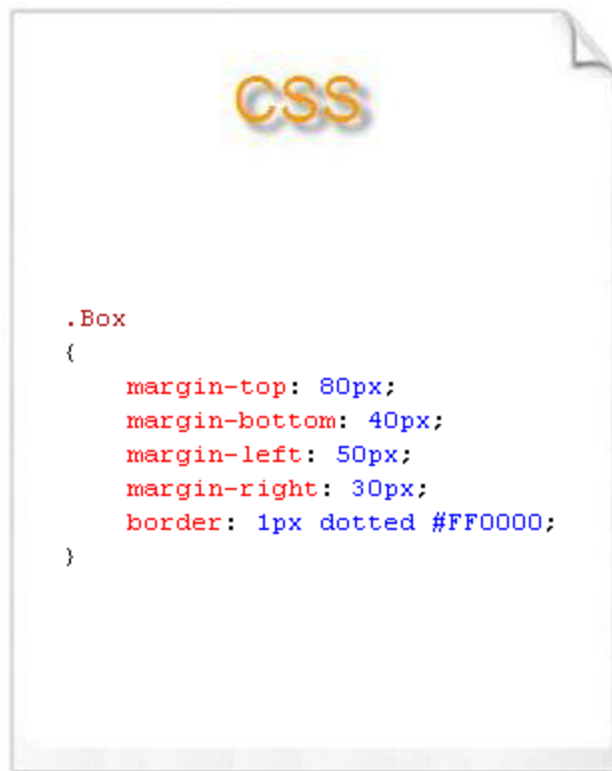 CSS
.Box
{
margin-top: 80px;
margin-bottom: 40px;
margin-left: 50px;
margin-right: 30px;
border: 1px dotted #FF0000;
}